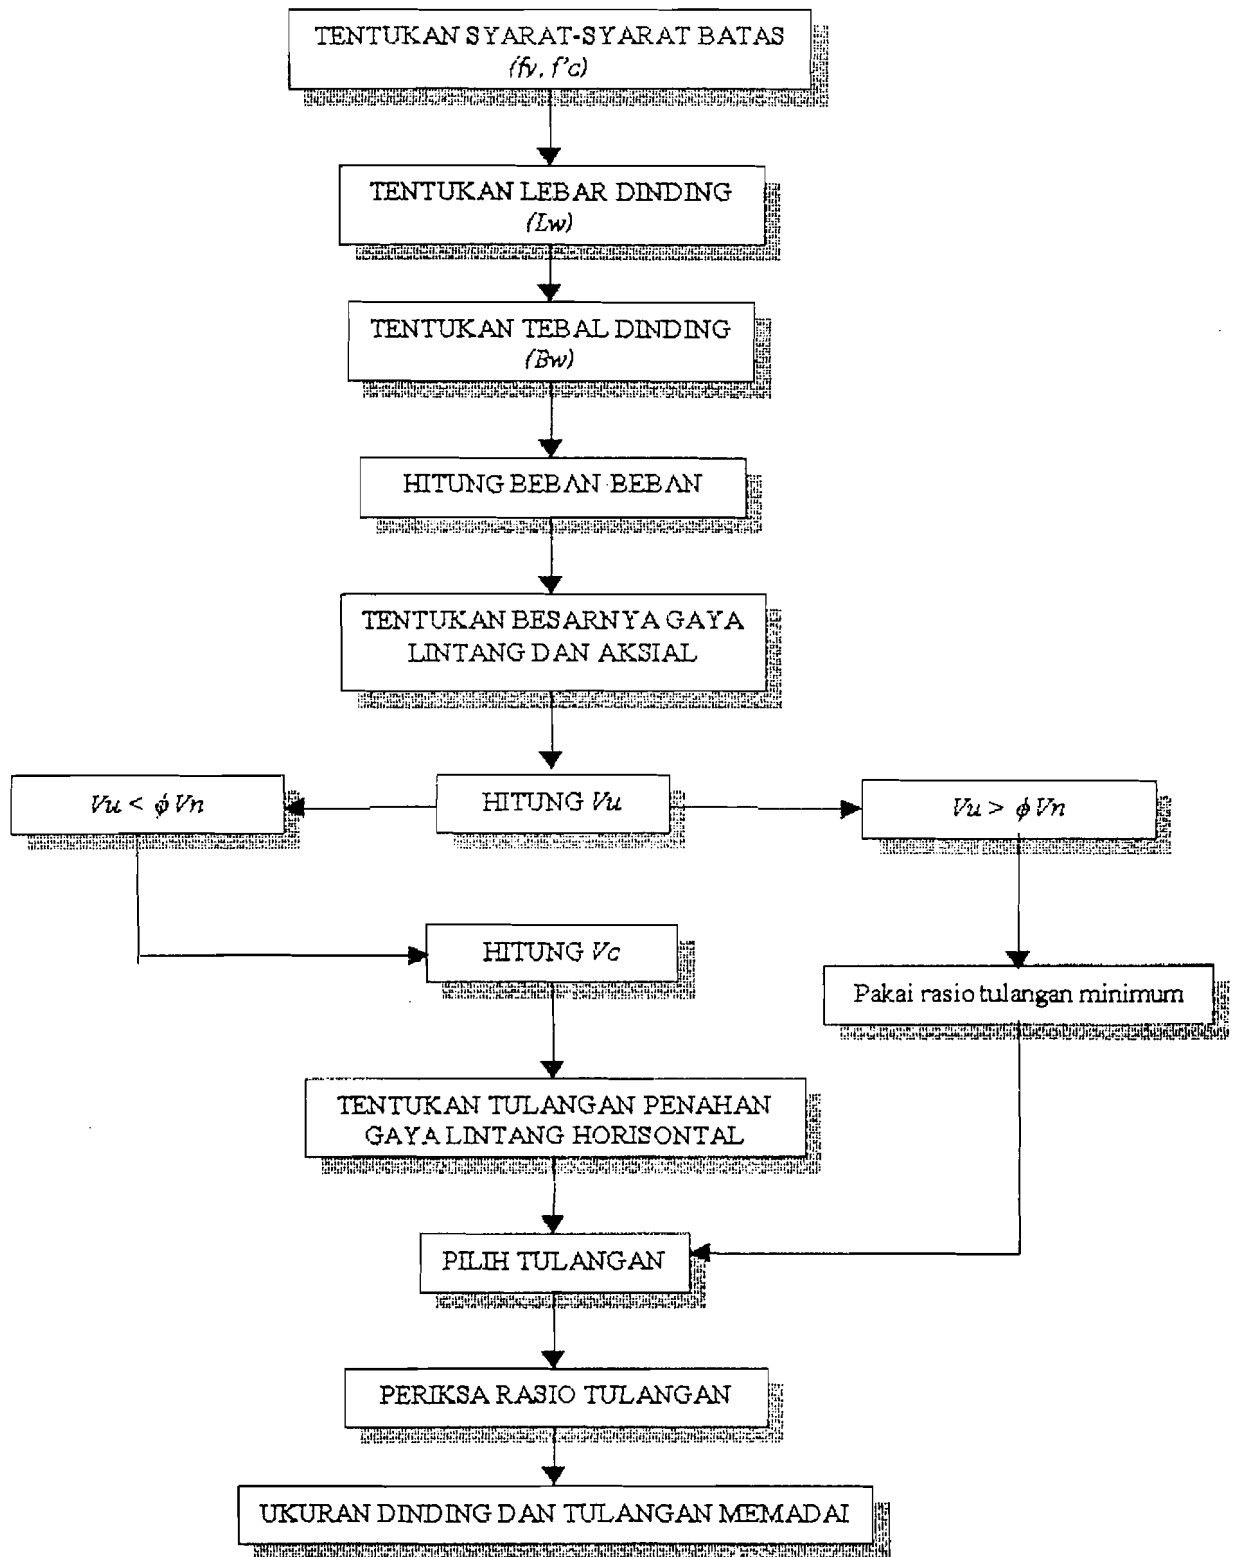 TENTUKAN SYARAT-SYARAT BATAS
(fy, f'c)
TENTUKAN LEBAR DINDING
(Lw)
TENTUKAN TEBAL DINDING
(Bw)
HITUNG BEBAN-BEBAN
TENTUKAN BESARNYA GAYA
LINTANG DAN AKSIAL
Vu < ϕ Vn
HITUNG Vu
Vu > ϕ Vn
HITUNG Vc
Pakai rasio tulangan minimum
TENTUKAN TULANGAN PENAHAN
GAYA LINTANG HORISONTAL
PILIH TULANGAN
PERIKSA RASIO TULANGAN
UKURAN DINDING DAN TULANGAN MEMADAI